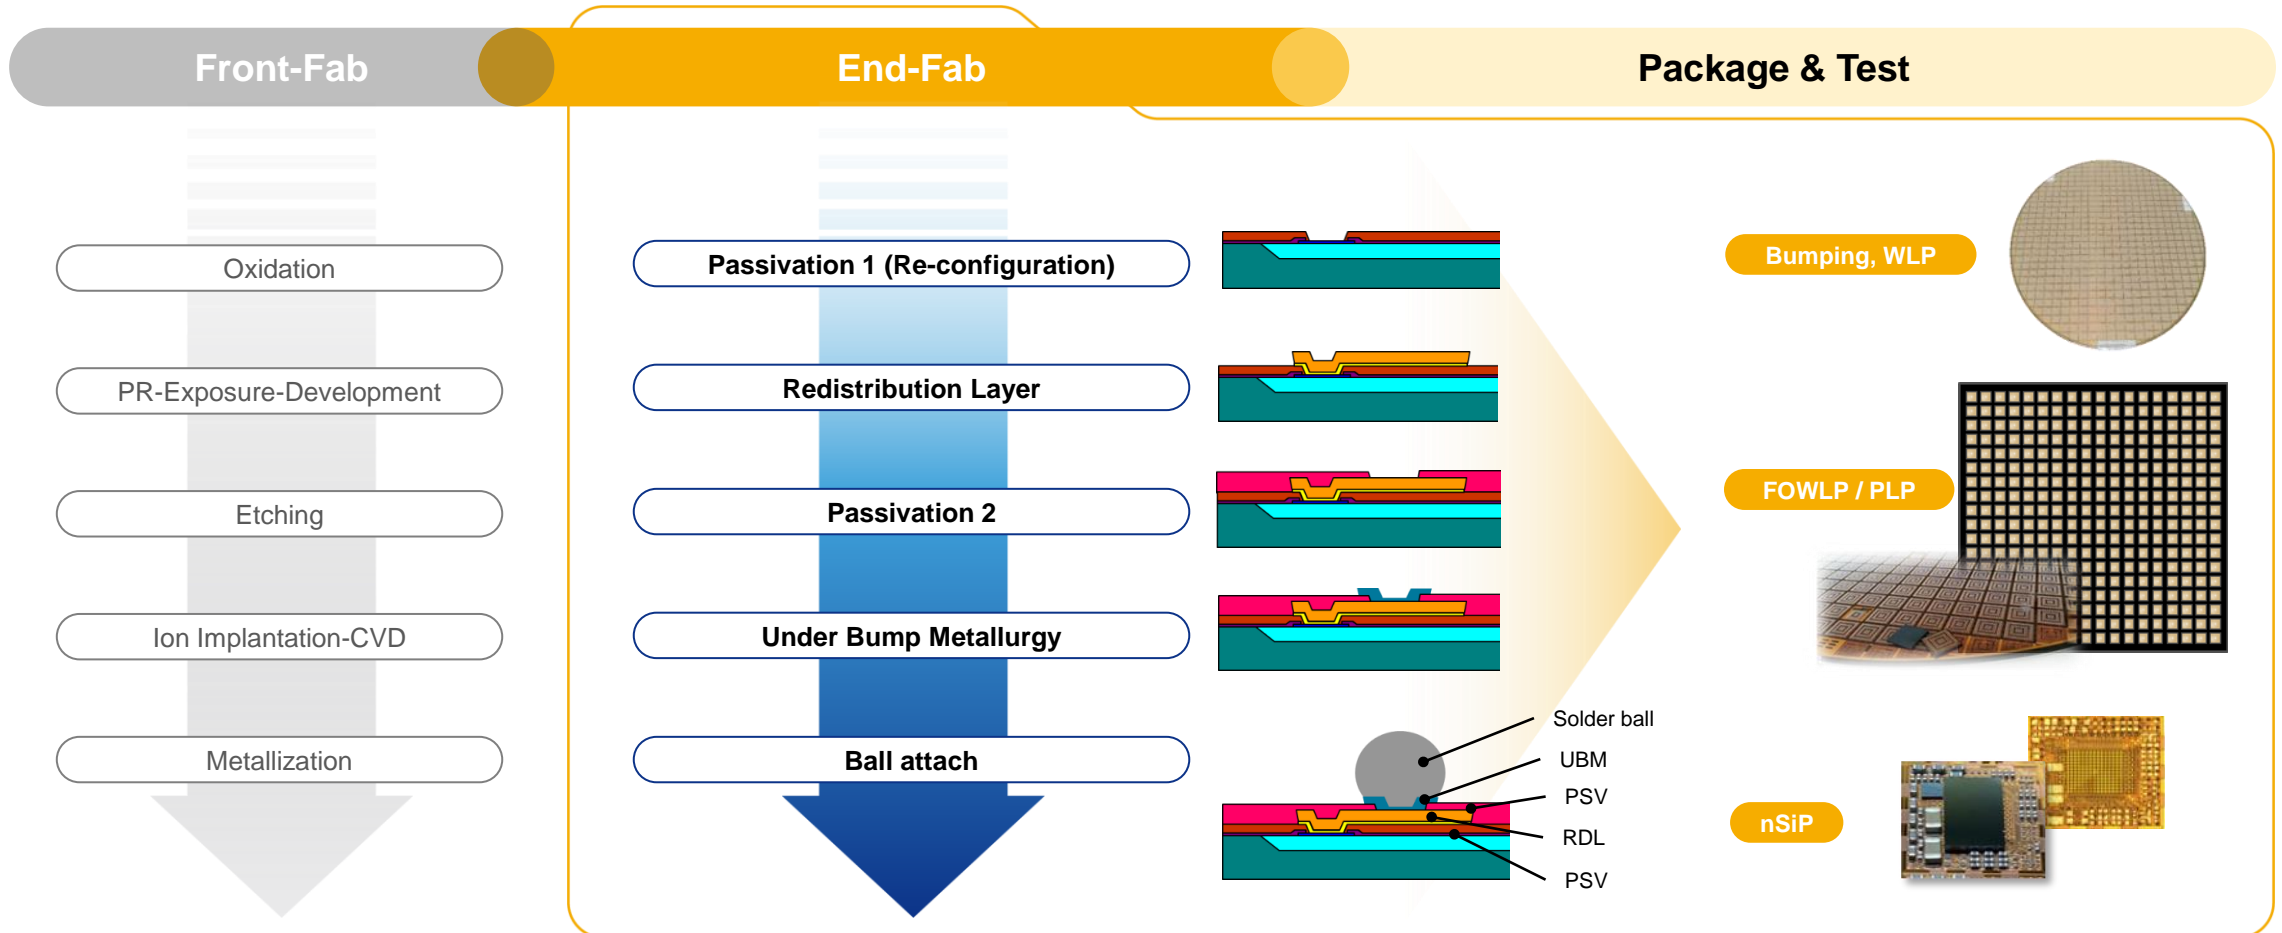 Front-Fab
End-Fab
Package & Test
Oxidation
PR-Exposure-Development
Etching
Ion Implantation-CVD
Metallization
Passivation 1 (Re-configuration)
Redistribution Layer
Passivation 2
Under Bump Metallurgy
Ball attach
Solder ball
UBM
PSV
RDL
PSV
Bumping, WLP
FOWLP / PLP
nSiP